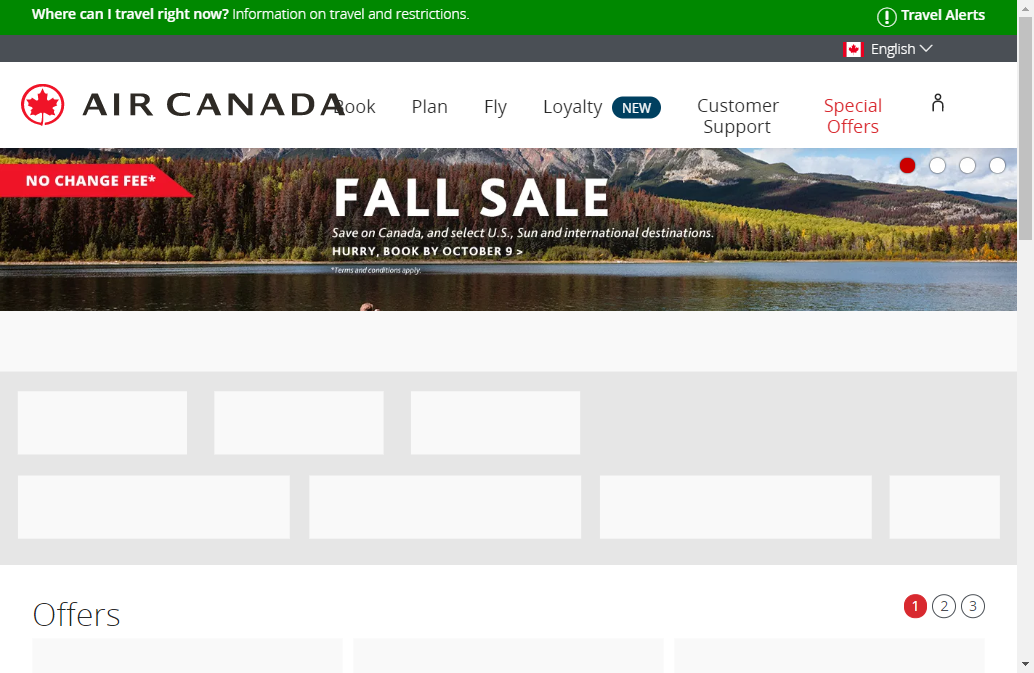 Where can I travel right now? Information on travel and restrictions.
Travel Alerts
English
AIR CANADA
Book
Plan
Fly
Loyalty NEW
Customer
Support
Special
Offers
NO CHANGE FEE*
FALL SALE
Save on Canada, and select U.S., Sun and international destinations.
HURRY, BOOK BY OCTOBER 9 >
*Terms and conditions apply.
Offers
1 2 3